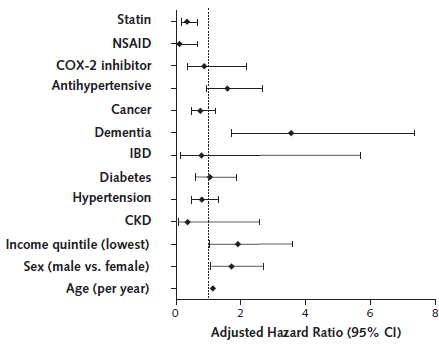 Statin
NSAID
COX-2 inhibitor
Antihypertensive
Cancer
Dementia
IBD
Diabetes
Hypertension
CKD
Income quintile (lowest)
Sex (male vs. female)
Age (per year)
0 2 4 6 8
Adjusted Hazard Ratio (95% CI)